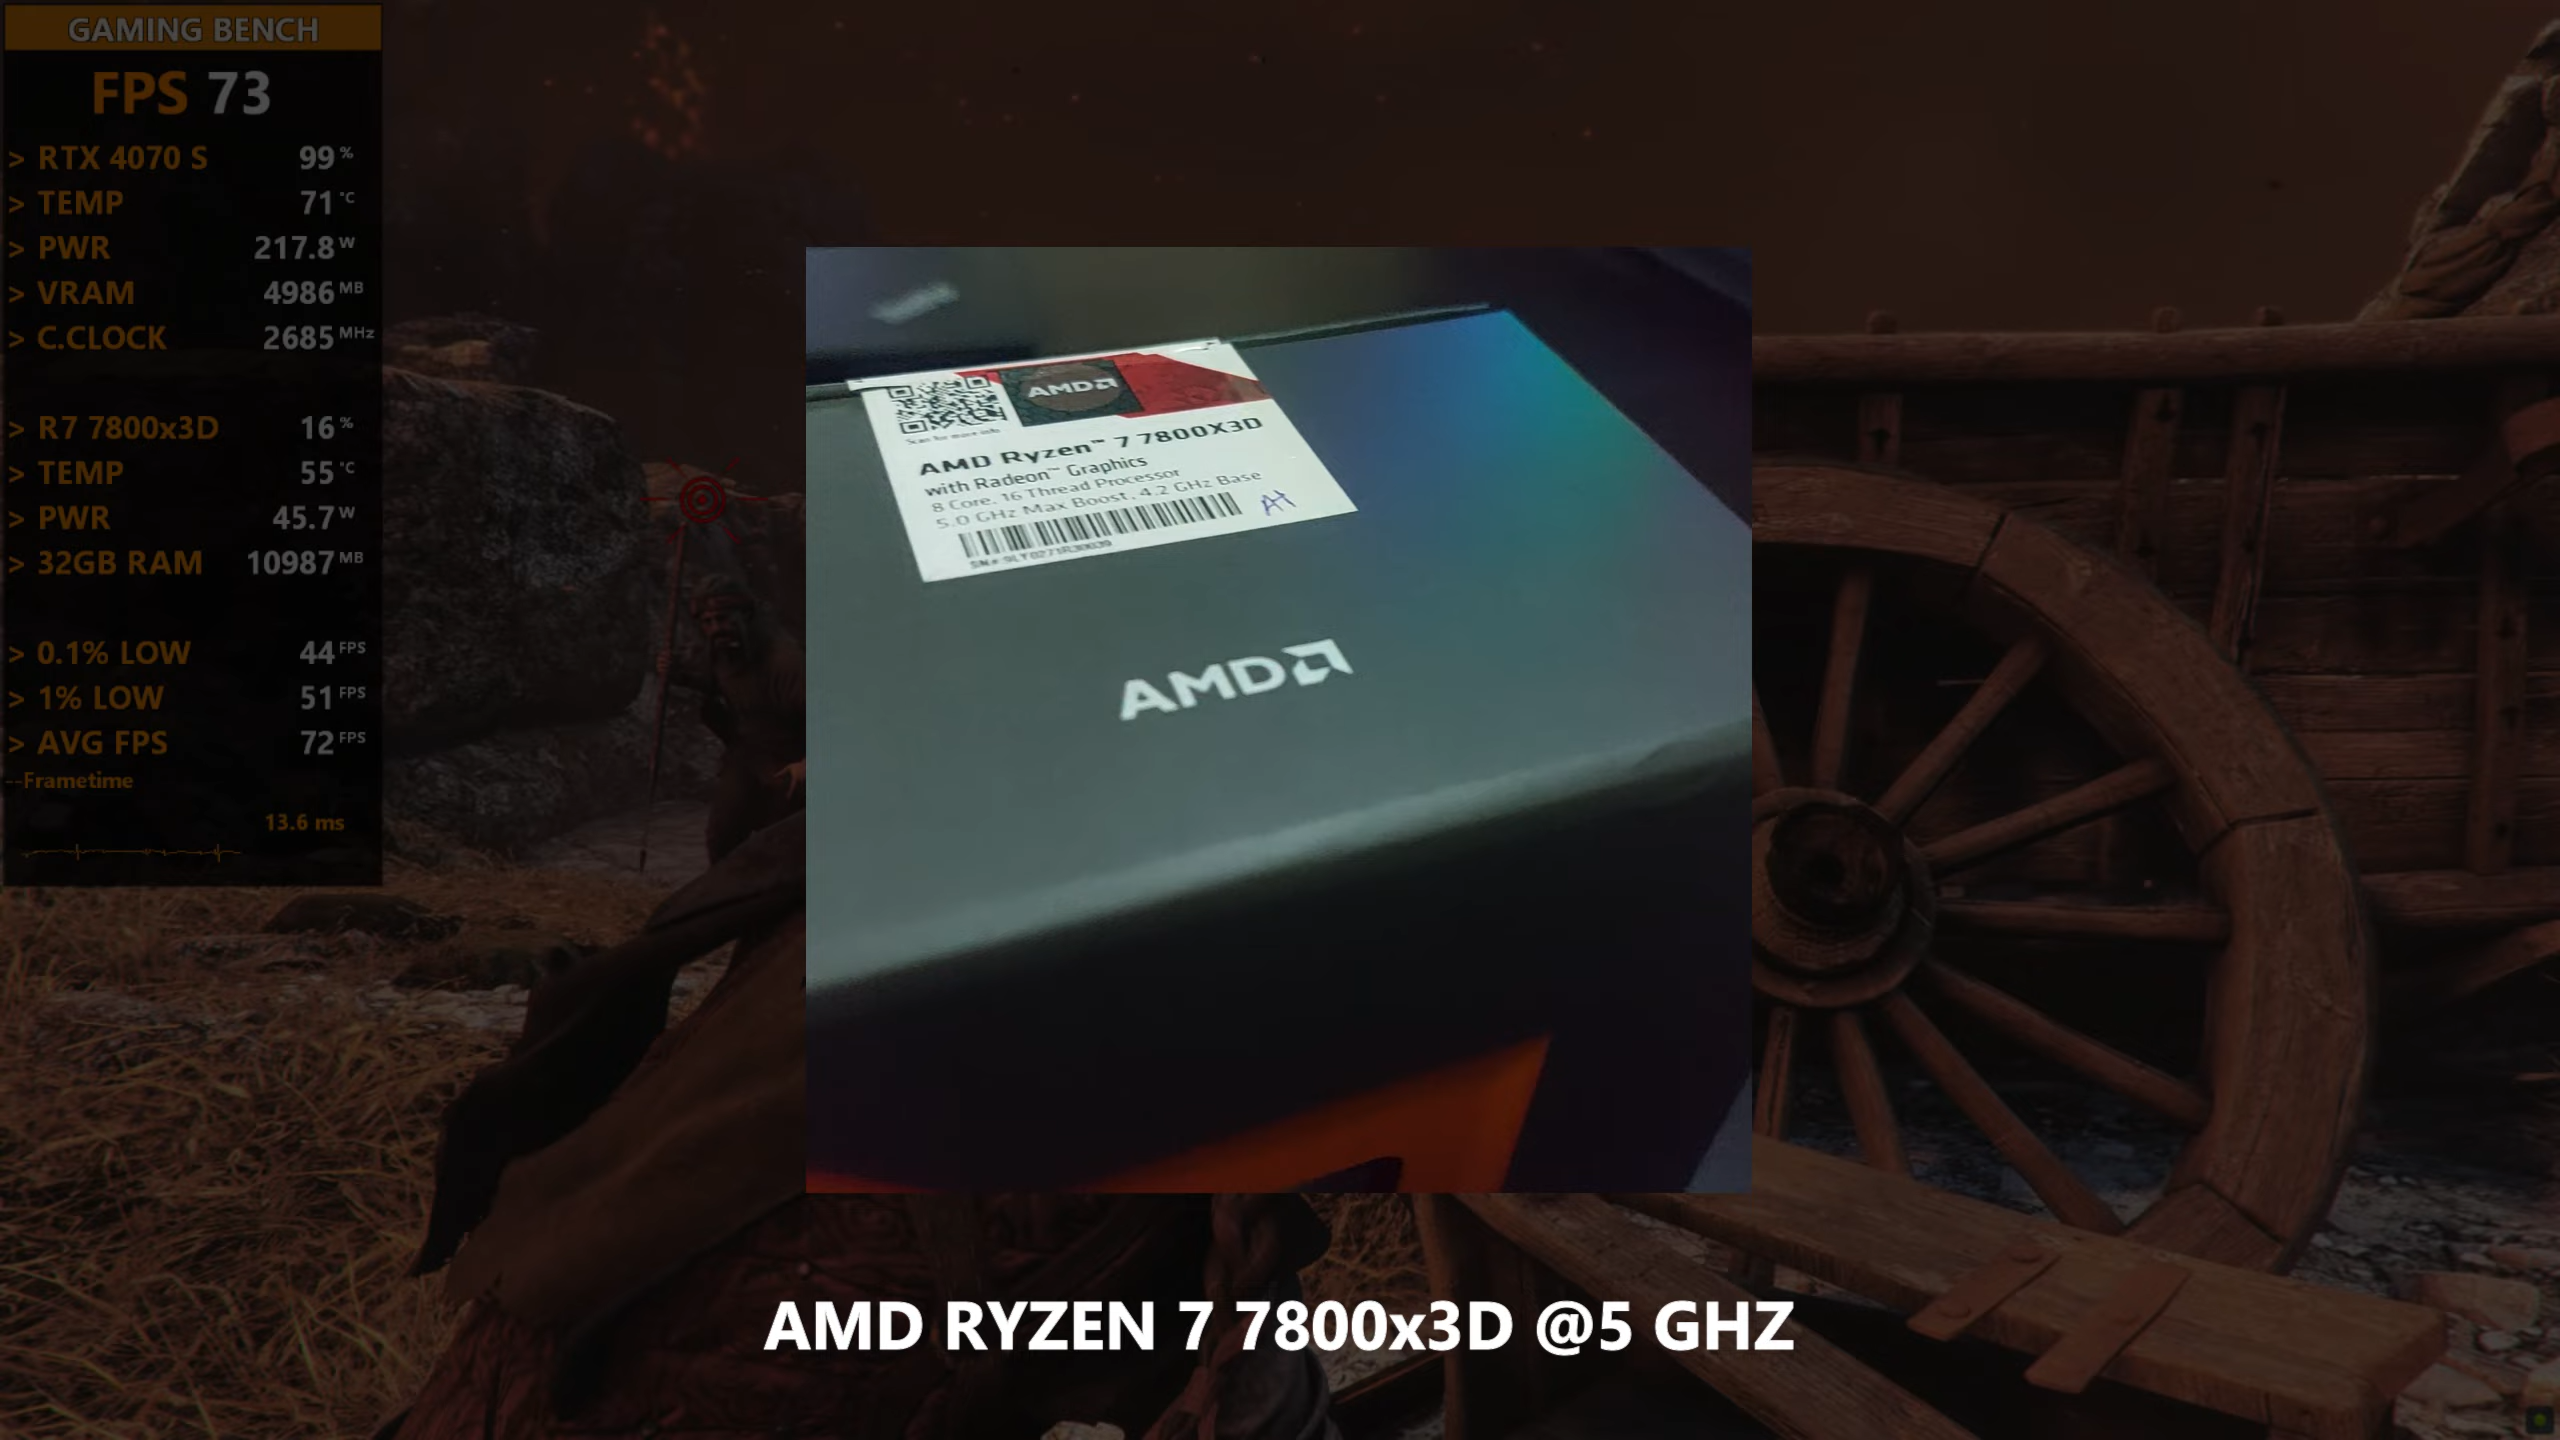 GAMING BENCH
FPS 73
> RTX 4070 S 99 %
> TEMP 71 °C
> PWR 217.8 W
> VRAM 4986 MB
> C.CLOCK 2685 MHz
> R7 7800x3D 16 %
> TEMP 55 °C
> PWR 45.7 W
> 32GB RAM 10987 MB
> 0.1% LOW 44 FPS
> 1% LOW 51 FPS
> AVG FPS 72 FPS
--Frametime
13.6 ms
AMD
Scan for more info
AMD Ryzen™ 7 7800X3D
with Radeon™ Graphics
8 Core, 16 Thread Processor
5.0 GHz Max Boost, 4.2 GHz Base
AMD
AMD RYZEN 7 7800x3D @5 GHZ